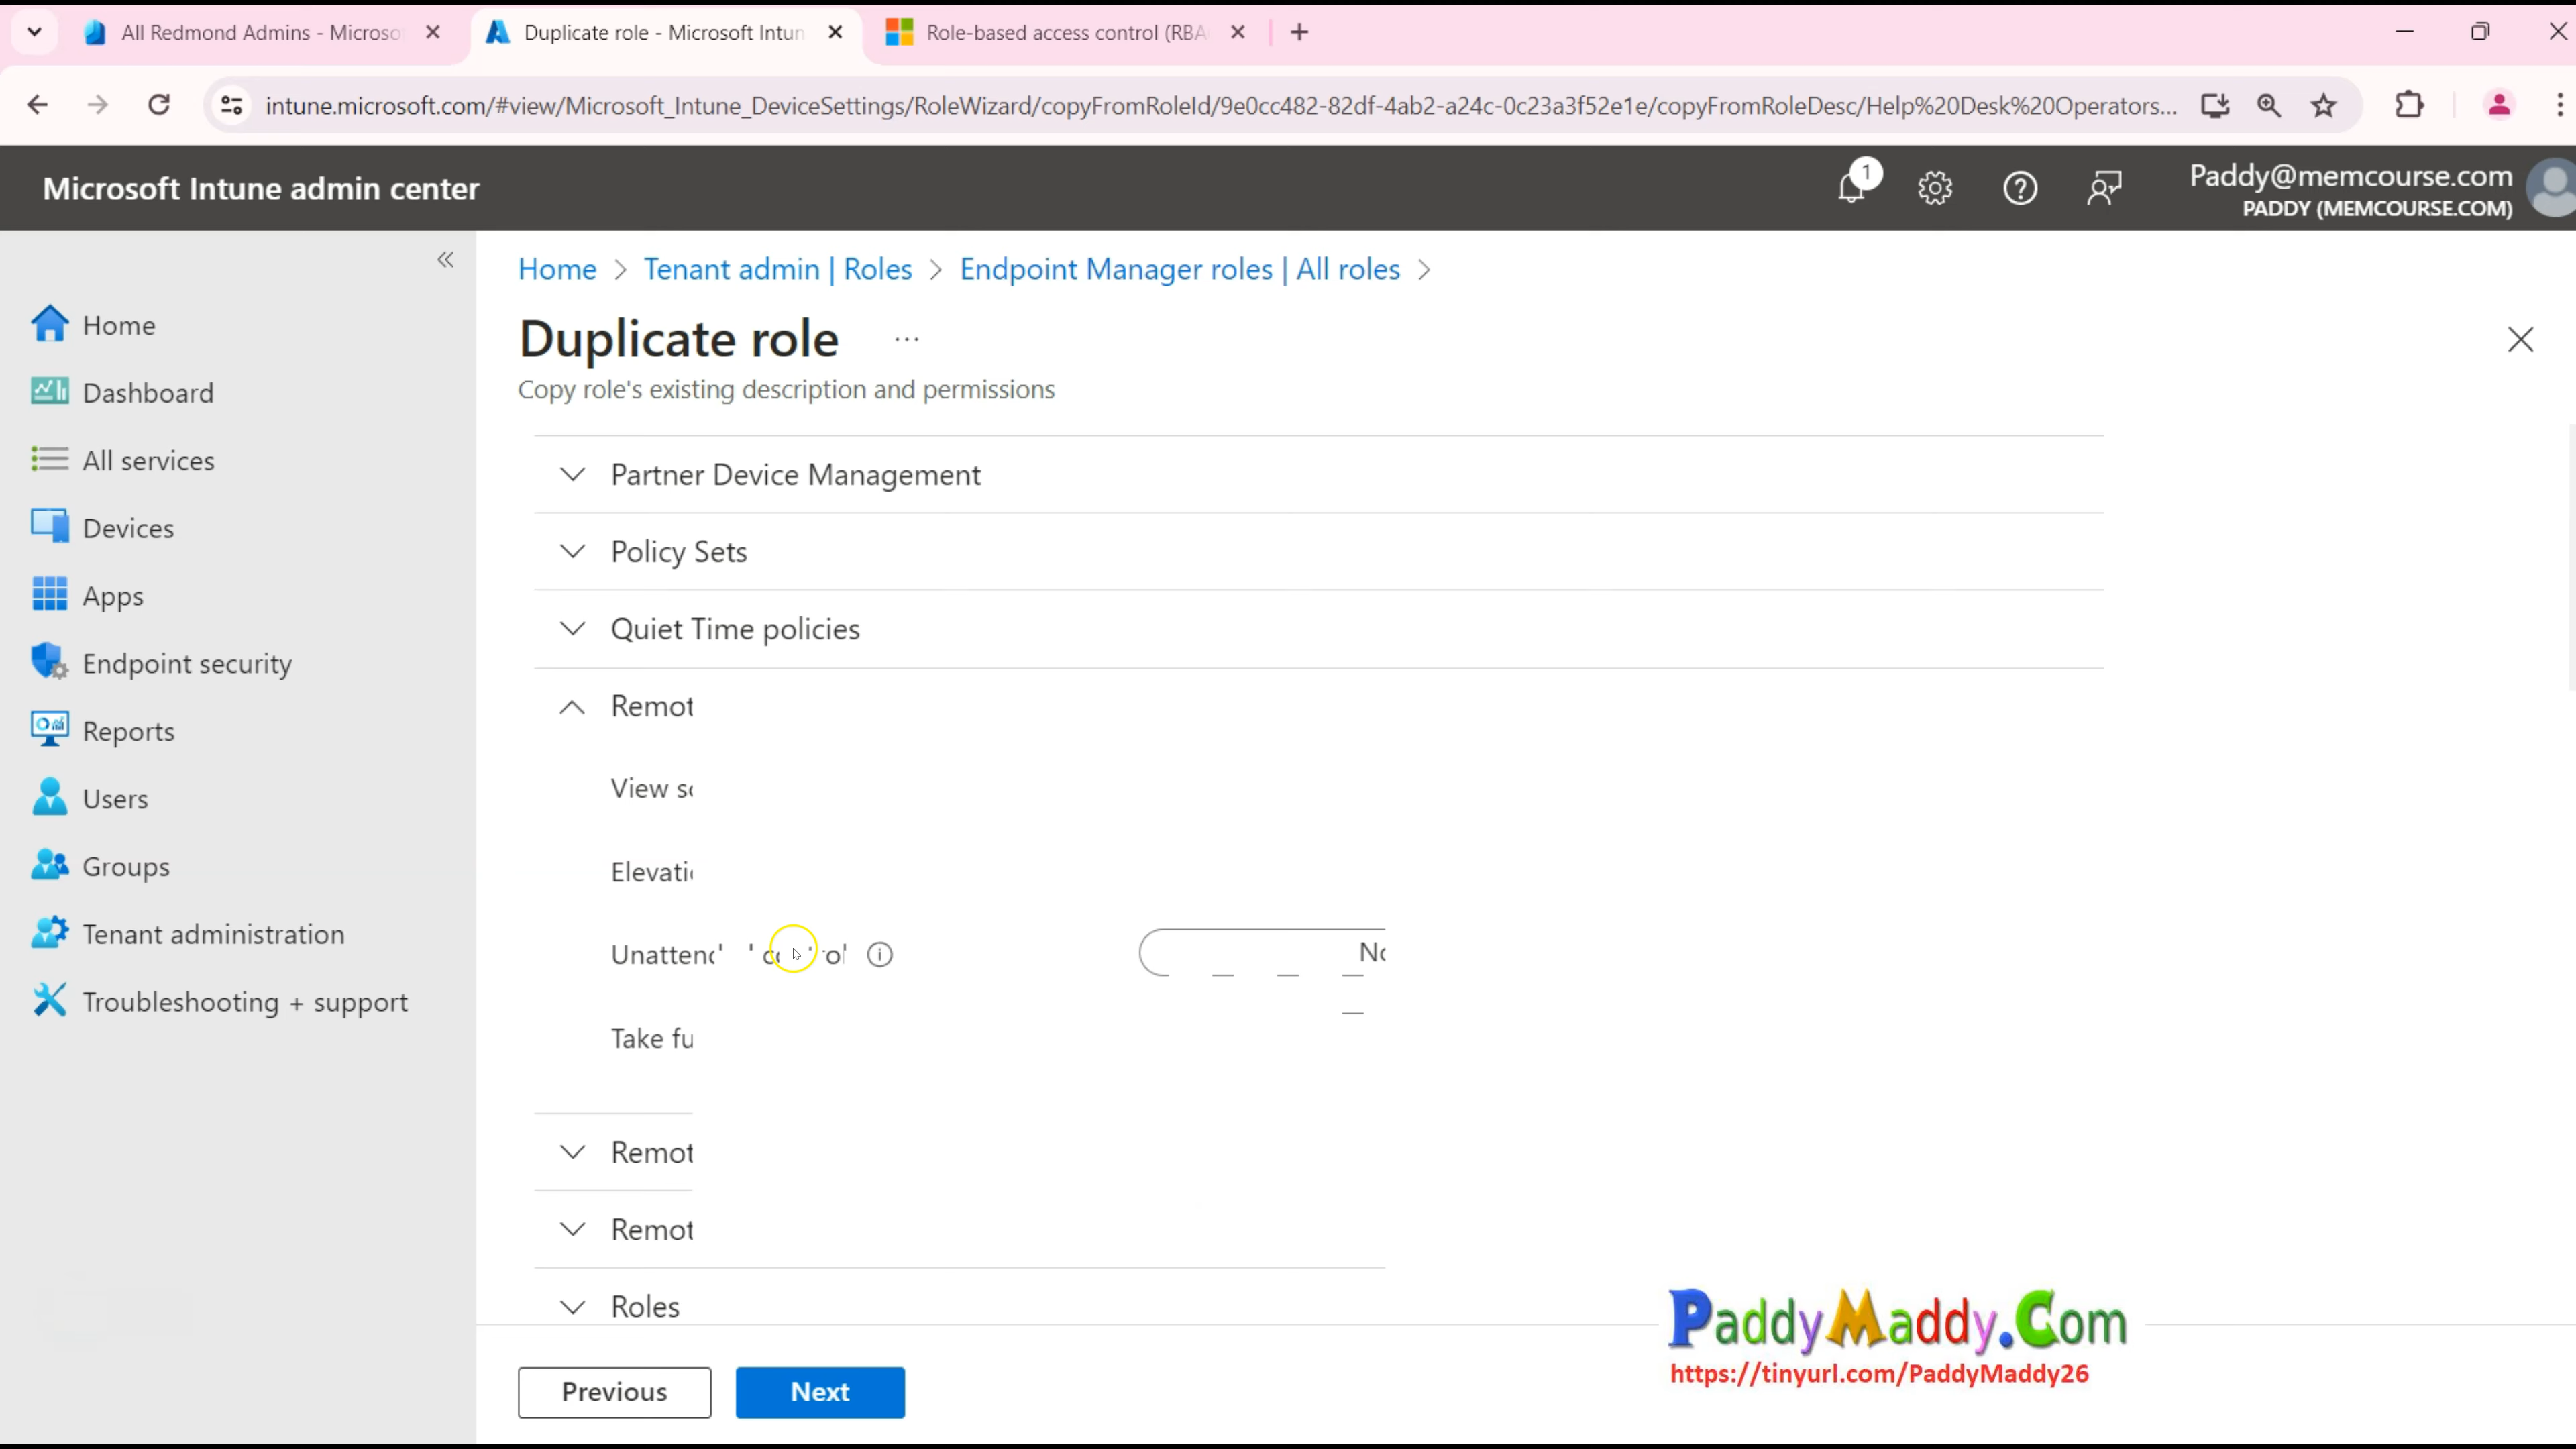 All Redmond Admins - Microso
Duplicate role - Microsoft Intun
Role-based access control (RBA
intune.microsoft.com/#view/Microsoft_Intune_DeviceSettings/RoleWizard/copyFromRoleId/9e0cc482-82df-4ab2-a24c-0c23a3f52e1e/copyFromRoleDesc/Help%20Desk%20Operators...
Microsoft Intune admin center
1
Paddy@memcourse.com
PADDY (MEMCOURSE.COM)
Home
Dashboard
All services
Devices
Apps
Endpoint security
Reports
Users
Groups
Tenant administration
Troubleshooting + support
Home > Tenant admin | Roles > Endpoint Manager roles | All roles >
Duplicate role ...
Copy role's existing description and permissions
Partner Device Management
Policy Sets
Quiet Time policies
Remot
View
Elevati
Take fu
Remot
Remot
Roles
Previous
Next
PaddyMaddy.Com
https://tinyurl.com/PaddyMaddy26